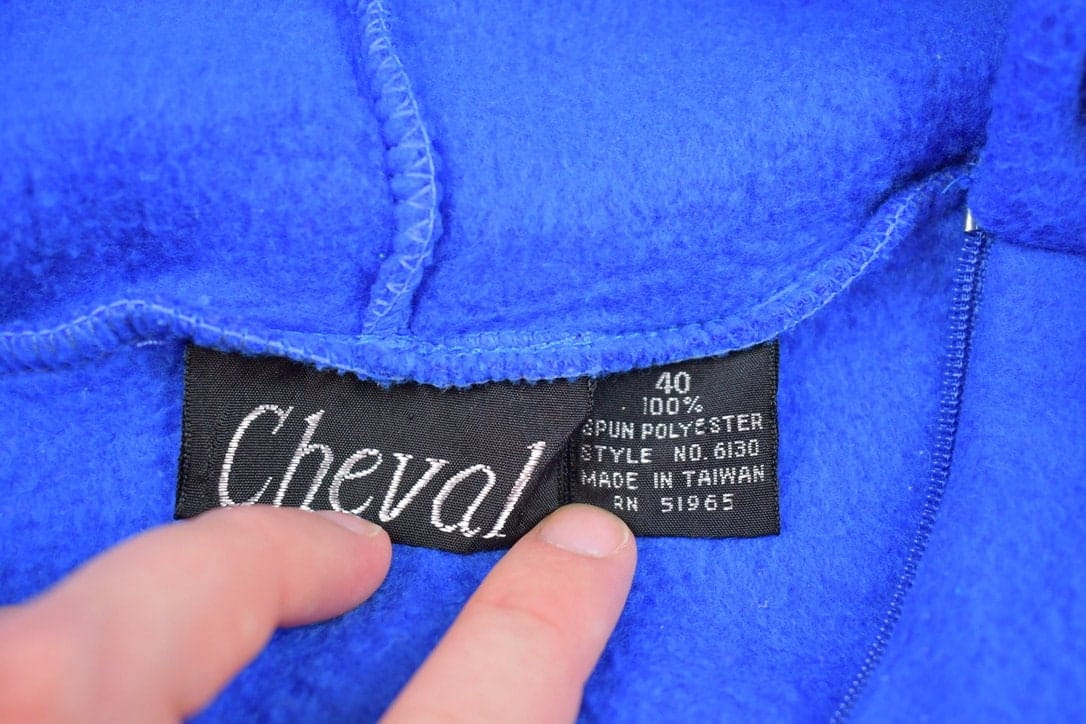 Cheval
40
100%
SPUN POLYESTER
STYLE NO. 6130
MADE IN TAIWAN
RN 51965